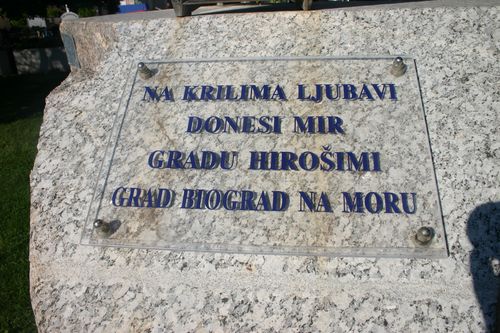 NA KRILIMA LJUBAVI
DONESI MIR
GRADU HIROŠIMI
GRAD BIOGRAD NA MORU